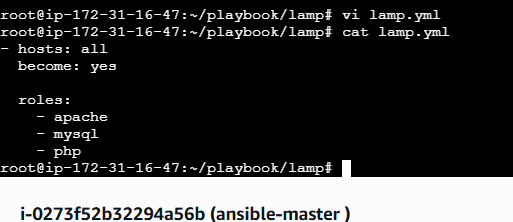 root@ip-172-31-16-47:~/playbook/lamp# vi lamp.yml
root@ip-172-31-16-47:~/playbook/lamp# cat lamp.yml
- hosts: all
  become: yes

  roles:
    - apache
    - mysql
    - php
root@ip-172-31-16-47:~/playbook/lamp#
i-0273f52b32294a56b (ansible-master )